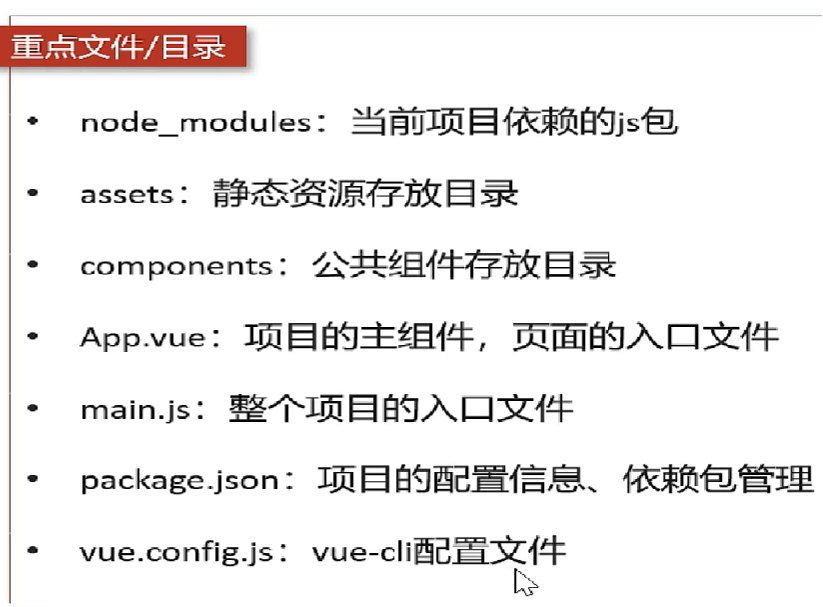 重点文件/目录
• node_modules：当前项目依赖的js包
• assets：静态资源存放目录
• components：公共组件存放目录
• App.vue：项目的主组件，页面的入口文件
• main.js：整个项目的入口文件
• package.json：项目的配置信息、依赖包管理
• vue.config.js：vue-cli配置文件